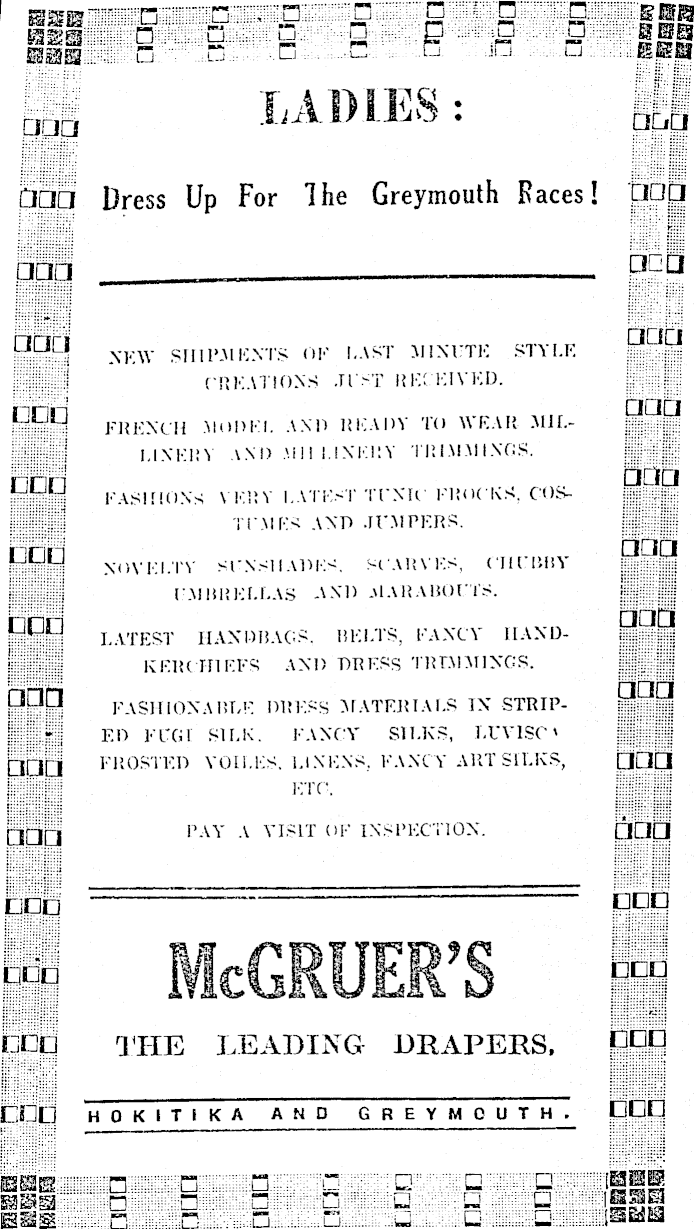 LADIES:
Dress Up For The Greymouth Races!
NEW SHIPMENTS OF LAST MINUTE STYLE
CREATIONS JUST RECEIVED.
FRENCH MODEL AND READY TO WEAR MIL-
LINERY AND MILLINERY TRIMMINGS.
FASHIONS VERY LATEST TUNIC FROCKS, COS-
TUMES AND JUMPERS.
NOVELTY SUNSHADES, SCARVES, CHUBBY
UMBRELLAS AND MARABOUTS.
LATEST HANDBAGS, BELTS, FANCY HAND-
KERCHIEFS AND DRESS TRIMMINGS.
FASHIONABLE DRESS MATERIALS IN STRIP-
ED FUGI SILK, FANCY SILKS, LUVISCA
FROSTED VOILES, LINENS, FANCY ART SILKS,
ETC.
PAY A VISIT OF INSPECTION.
McGRUER'S
THE LEADING DRAPERS,
HOKITIKA AND GREYMOUTH.